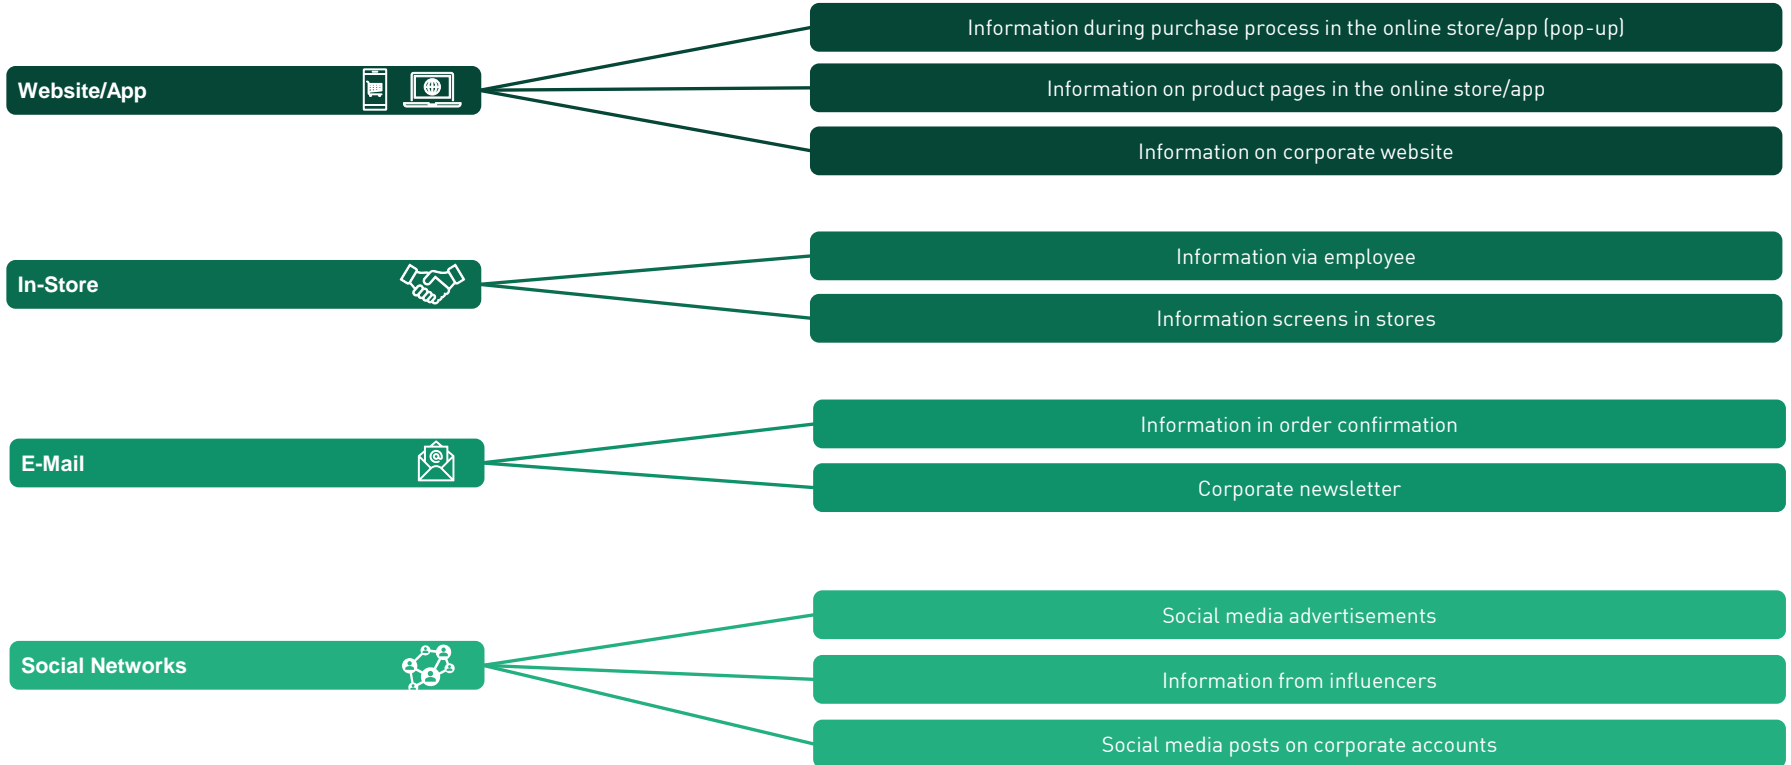 Website/App
Information during purchase process in the online store/app (pop-up)
Information on product pages in the online store/app
Information on corporate website
In-Store
Information via employee
Information screens in stores
E-Mail
@
Information in order confirmation
Corporate newsletter
Social Networks
Social media advertisements
Information from influencers
Social media posts on corporate accounts